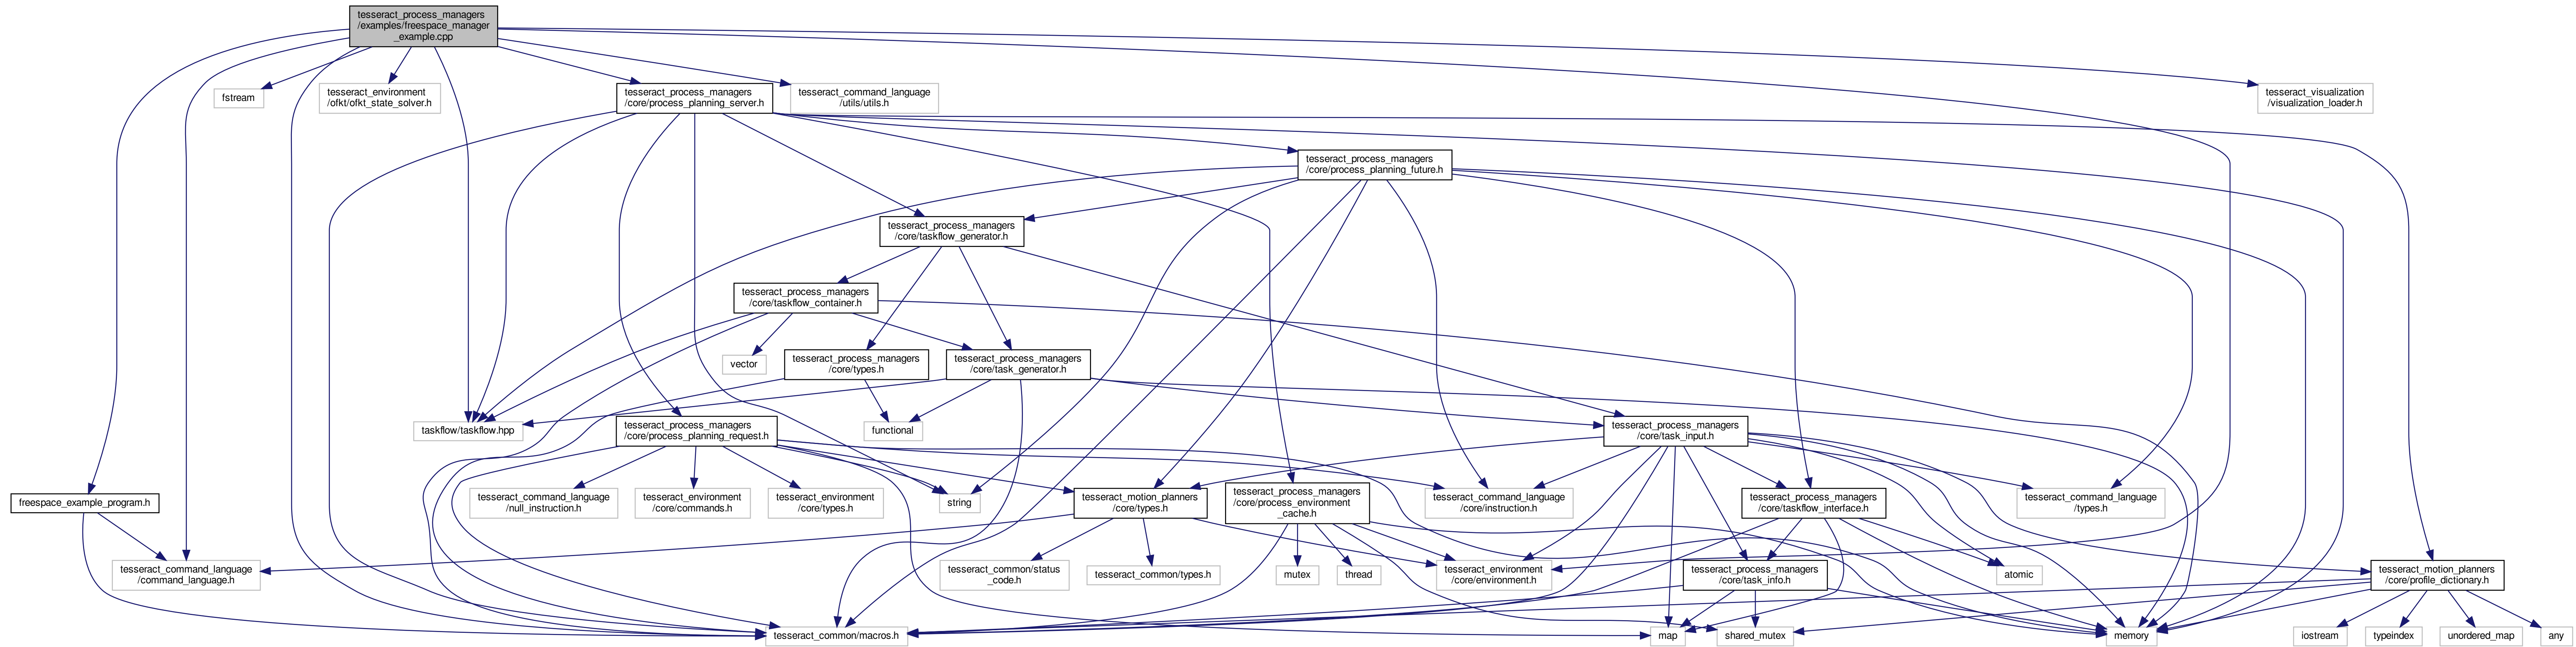 tesseract_process_managers
/examples/freespace_manager
_example.cpp
fstream
tesseract_environment
/ofkt/ofkt_state_solver.h
tesseract_process_managers
/core/process_planning_server.h
tesseract_command_language
/utils/utils.h
tesseract_visualization
/visualization_loader.h
tesseract_process_managers
/core/process_planning_future.h
tesseract_process_managers
/core/taskflow_generator.h
tesseract_process_managers
/core/taskflow_container.h
vector
tesseract_process_managers
/core/types.h
tesseract_process_managers
/core/task_generator.h
taskflow/taskflow.hpp
tesseract_process_managers
/core/process_planning_request.h
functional
tesseract_process_managers
/core/task_input.h
freespace_example_program.h
tesseract_command_language
/null_instruction.h
tesseract_environment
/core/commands.h
tesseract_environment
/core/types.h
string
tesseract_motion_planners
/core/types.h
tesseract_process_managers
/core/process_environment
_cache.h
tesseract_command_language
/core/instruction.h
tesseract_process_managers
/core/taskflow_interface.h
tesseract_command_language
/types.h
tesseract_command_language
/command_language.h
tesseract_common/status
_code.h
tesseract_common/types.h
mutex
thread
tesseract_environment
/core/environment.h
tesseract_process_managers
/core/task_info.h
atomic
tesseract_motion_planners
/core/profile_dictionary.h
tesseract_common/macros.h
map
shared_mutex
memory
iostream
typeindex
unordered_map
any